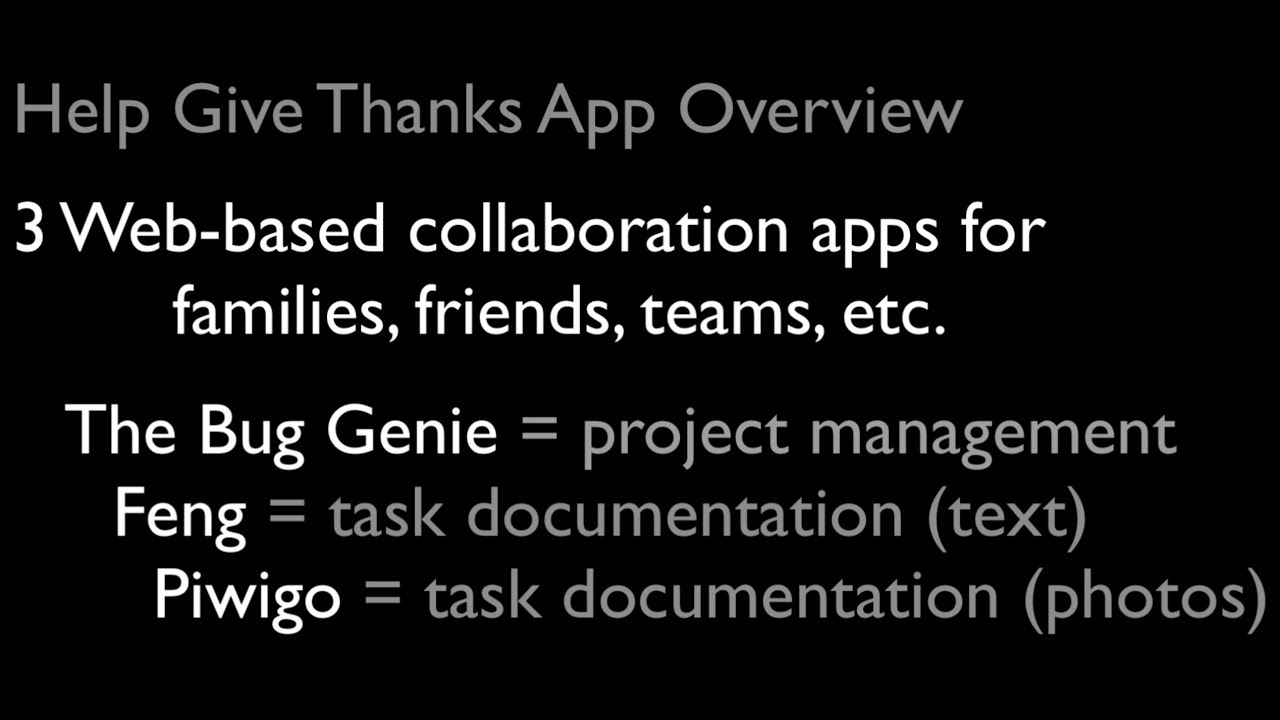 Help Give Thanks App Overview
3 Web-based collaboration apps for
families, friends, teams, etc.
The Bug Genie = project management
Feng = task documentation (text)
Piwigo = task documentation (photos)